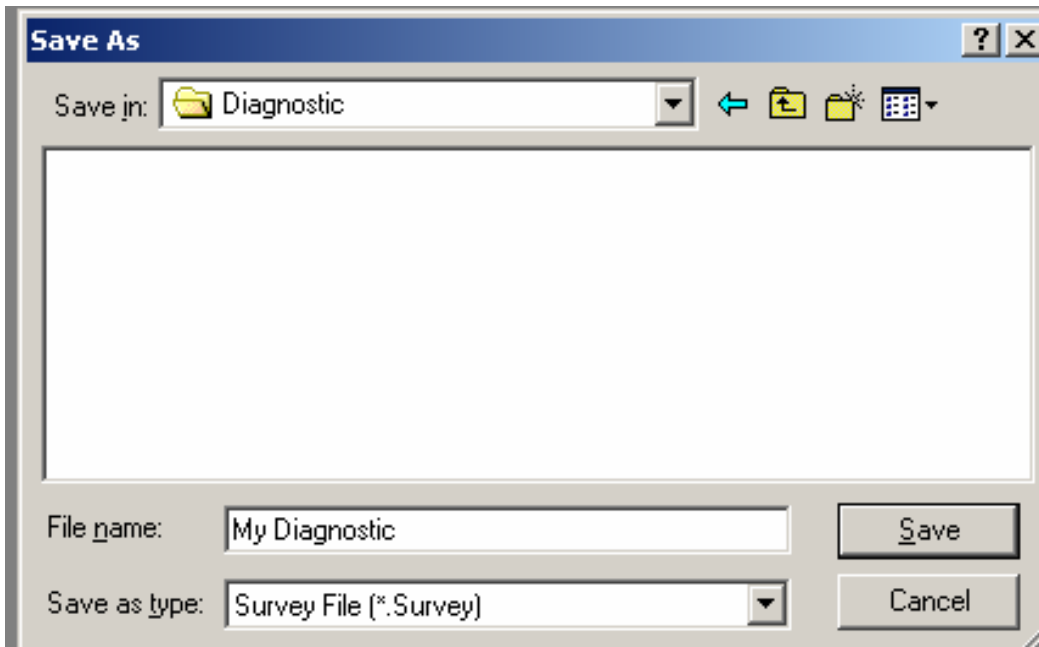 Save As
Save in: Diagnostic
File name: My Diagnostic
Save
Save as type: Survey File (*.Survey)
Cancel